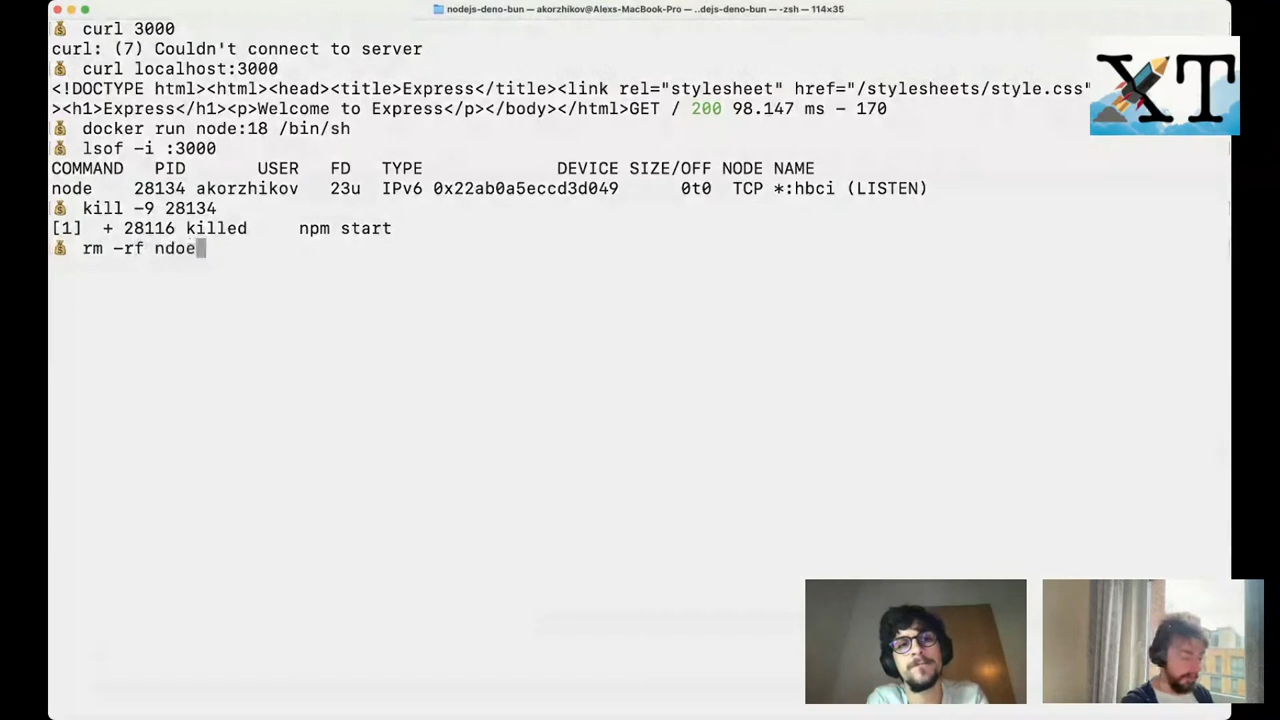 nodejs-deno-bun — akorzhikov@Alexs-MacBook-Pro — ..dejs-deno-bun — -zsh — 114×35
curl 3000
curl: (7) Couldn't connect to server
curl localhost:3000
<!DOCTYPE html><html><head><title>Express</title><link rel="stylesheet" href="/stylesheets/style.css"
><h1>Express</h1><p>Welcome to Express</p></body></html>GET / 200 98.147 ms - 170
docker run node:18 /bin/sh
lsof -i :3000
COMMAND PID USER FD TYPE DEVICE SIZE/OFF NODE NAME
node 28134 akorzhikov 23u IPv6 0x22ab0a5eccd3d049 0t0 TCP *:hbci (LISTEN)
kill -9 28134
[1] + 28116 killed npm start
rm -rf ndoe
XT